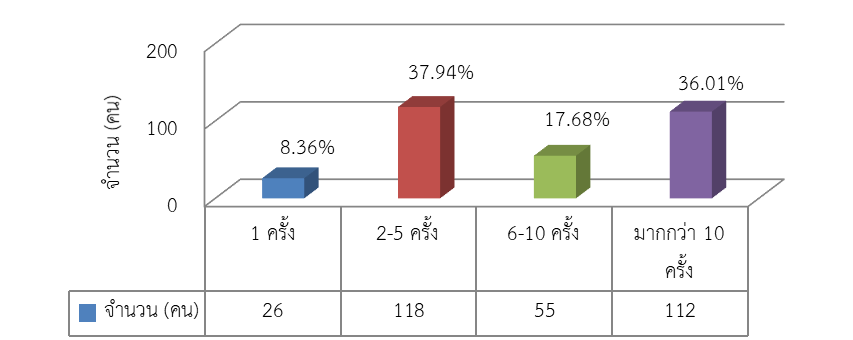 จำนวน (คน)
200
100
0
8.36%
37.94%
17.68%
36.01%
1 ครั้ง
2-5 ครั้ง
6-10 ครั้ง
มากกว่า 10
ครั้ง
จำนวน (คน)
26
118
55
112